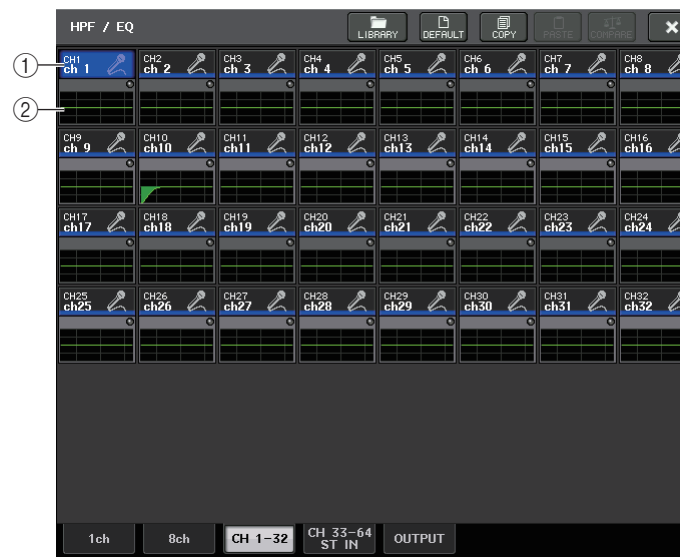 HPF / EQ
LIBRARY DEFAULT COPY PASTE COMPARE
1
CH1 CH2 CH3 CH4 CH5 CH6 CH7 CH8
ch 1 ch 2 ch 3 ch 4 ch 5 ch 6 ch 7 ch 8
2
CH9 CH10 CH11 CH12 CH13 CH14 CH15 CH16
ch 9 ch10 ch11 ch12 ch13 ch14 ch15 ch16
CH17 CH18 CH19 CH20 CH21 CH22 CH23 CH24
ch17 ch18 ch19 ch20 ch21 ch22 ch23 ch24
CH25 CH26 CH27 CH28 CH29 CH30 CH31 CH32
ch25 ch26 ch27 ch28 ch29 ch30 ch31 ch32
1ch 8ch CH 1-32 CH 33-64 OUTPUT
ST IN